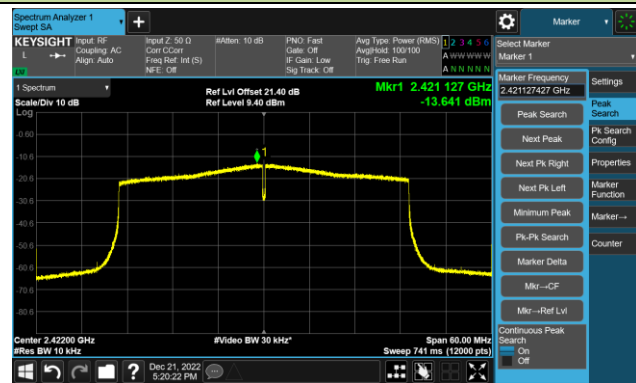 Spectrum Analyzer 1
Swept SA
Marker
KEYSIGHT
L
LW
Input: RF
Coupling: AC
Align: Auto
Input Z: 50 Ω
Corr CCorr
Freq Ref: Int (S)
NFE: Off
#Atten: 10 dB
PNO: Fast
Gate: Off
IF Gain: Low
Sig Track: Off
Avg Type: Power (RMS)
Avg|Hold: 100/100
Trig: Free Run
1 2 3 4 5 6
A W W W W W
A N N N N N
Select Marker
Marker 1
1 Spectrum
Scale/Div 10 dB
Log
Ref Lvl Offset 21.40 dB
Ref Level 9.40 dBm
Mkr1 2.421 127 GHz
-13.641 dBm
1
-0.60
-10.6
-20.6
-30.6
-40.6
-50.6
-60.6
-70.6
-80.6
Center 2.42200 GHz
#Res BW 10 kHz
#Video BW 30 kHz*
Span 60.00 MHz
Sweep 741 ms (12000 pts)
Marker Frequency
2.421127427 GHz
Peak Search
Next Peak
Next Pk Right
Next Pk Left
Minimum Peak
Pk-Pk Search
Marker Delta
Mkr→CF
Mkr→Ref Lvl
Continuous Peak
Search
On
Off
Settings
Peak
Search
Pk Search
Config
Properties
Marker
Function
Marker→
Counter
?
Dec 21, 2022
5:20:22 PM